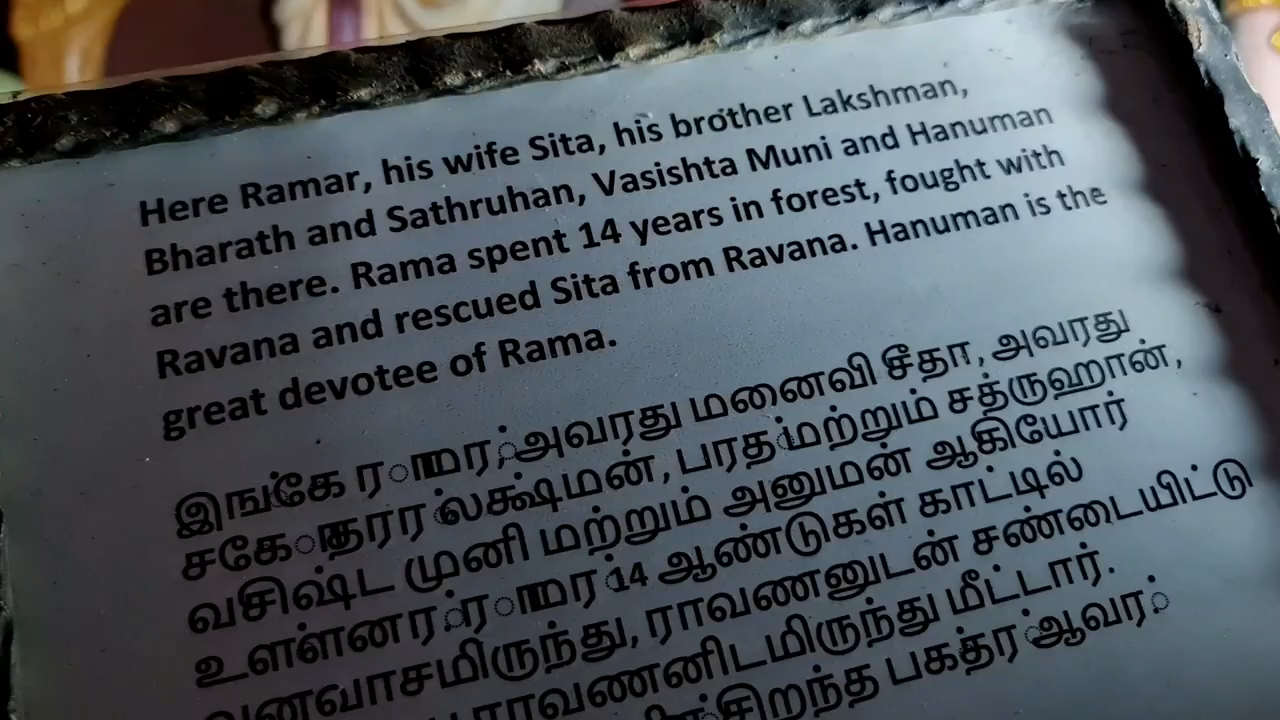 Here Ramar, his wife Sita, his brother Lakshman,
Bharath and Sathruhan, Vasishta Muni and Hanuman
are there. Rama spent 14 years in forest, fought with
Ravana and rescued Sita from Ravana. Hanuman is the
great devotee of Rama.
இங்கே ராமர், அவரது மனைவி சீதா, அவரது
சகோதரர் லக்ஷ்மன், பரத் மற்றும் சத்ருஹான்,
வசிஷ்ட முனி மற்றும் அனுமன் ஆகியோர்
உள்ளனர். ராமர் 14 ஆண்டுகள் காட்டில்
வனவாசமிருந்து, ராவணனுடன் சண்டையிட்டு
ராவணனிடமிருந்து மீட்டார்.
சிறந்த பக்தர் ஆவார்